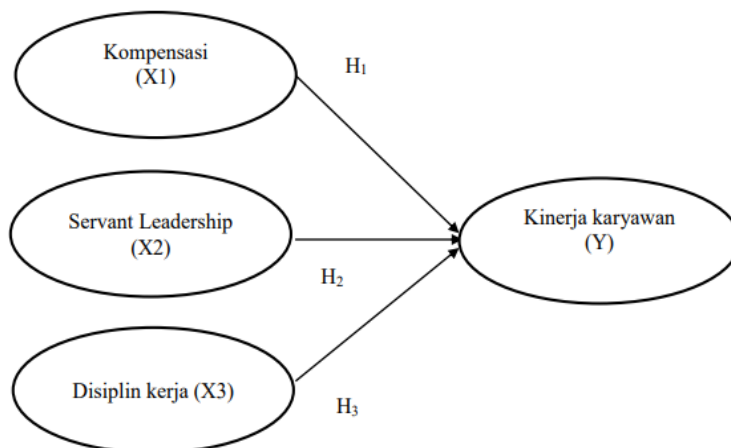 Kompensasi
(X1)
H₁
Servant Leadership
(X2)
Kinerja karyawan
(Y)
H₂
Disiplin kerja (X3)
H₃